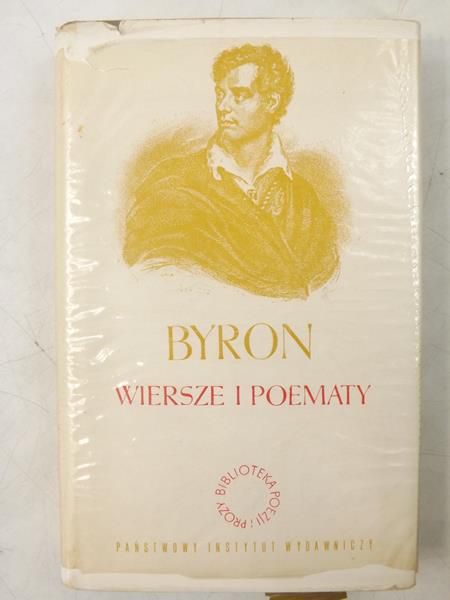 BYRON
WIERSZE I POEMATY
BIBLIOTEKA POEZJI i PROZY
PAŃSTWOWY INSTYTUT WYDAWNICZY